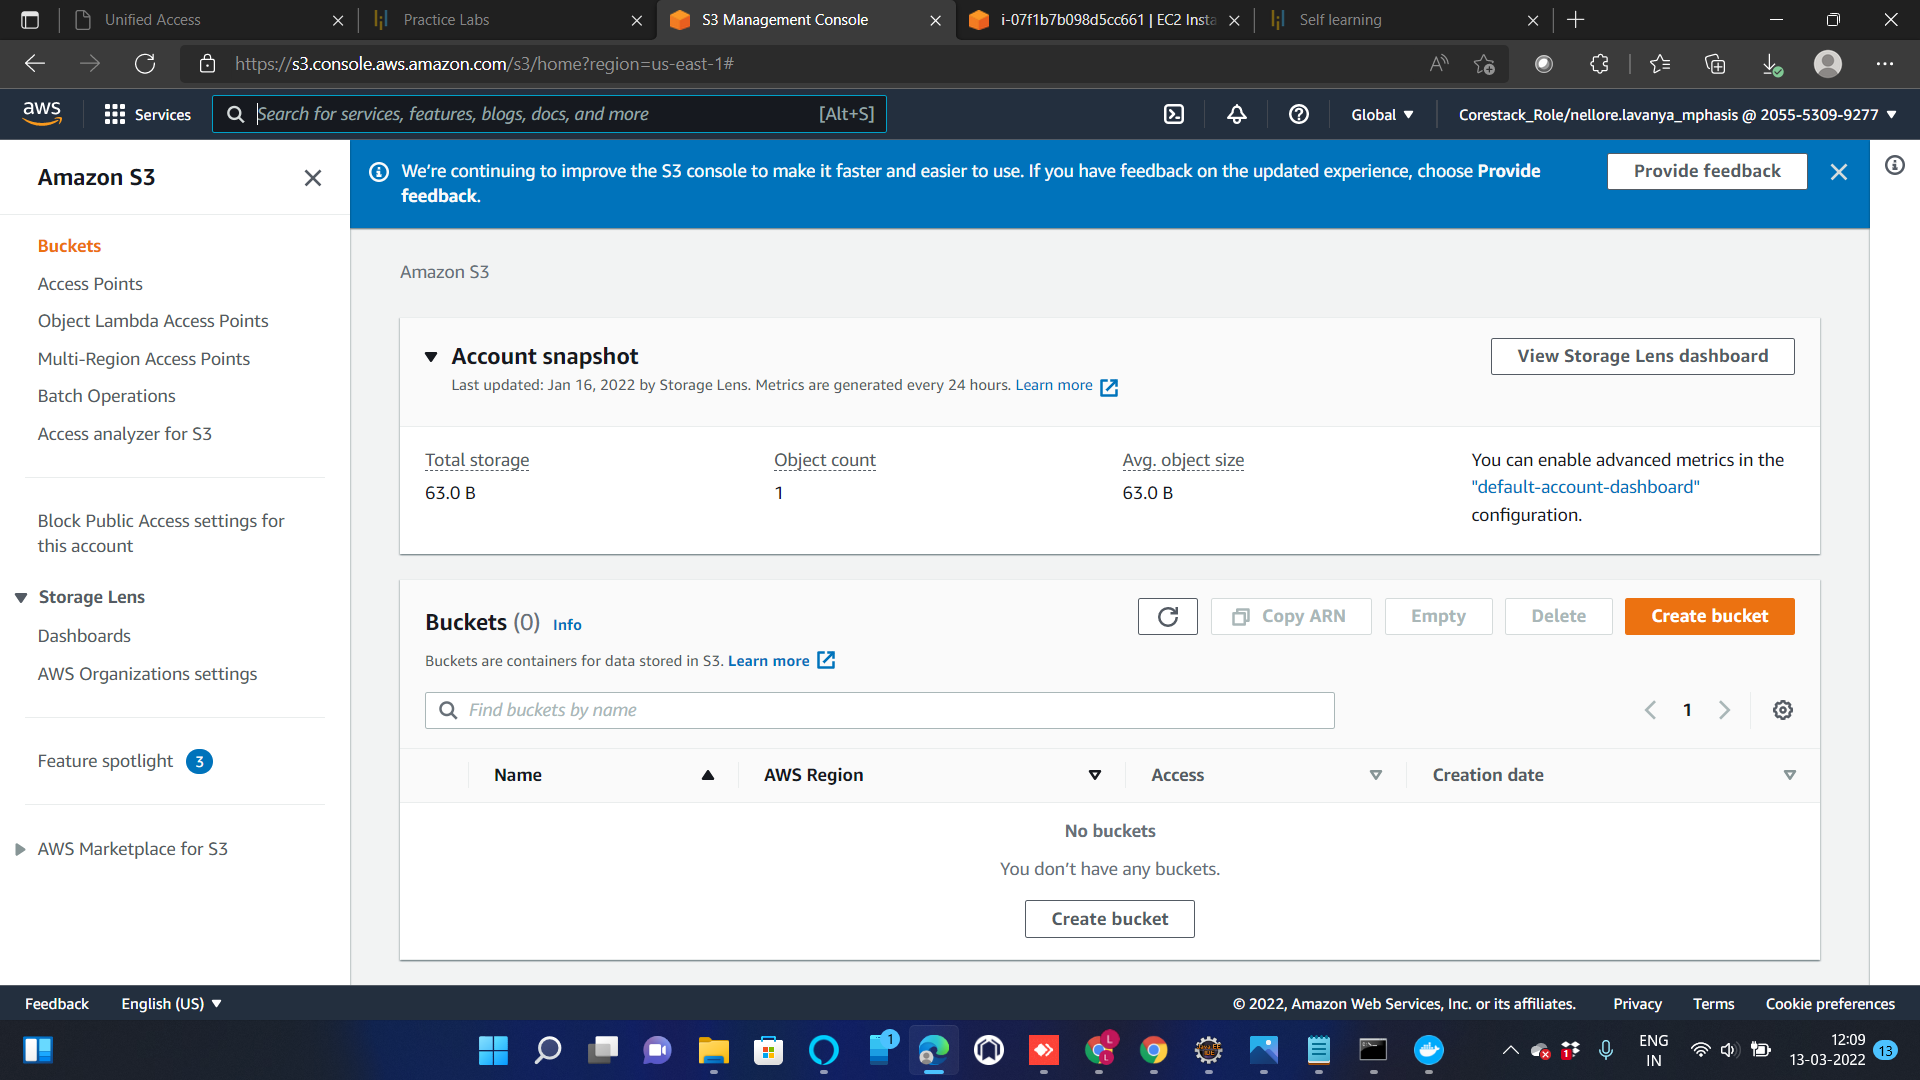 Unified Access
Practice Labs
S3 Management Console
i-07f1b7b098d5cc661 | EC2 Insta
Self learning
https://s3.console.aws.amazon.com/s3/home?region=us-east-1#
aws
Services
Search for services, features, blogs, docs, and more
[Alt+S]
Global
Corestack_Role/nellore.lavanya_mphasis @ 2055-5309-9277
Amazon S3
Buckets
Access Points
Object Lambda Access Points
Multi-Region Access Points
Batch Operations
Access analyzer for S3
Block Public Access settings for
this account
Storage Lens
Dashboards
AWS Organizations settings
Feature spotlight 3
AWS Marketplace for S3
We're continuing to improve the S3 console to make it faster and easier to use. If you have feedback on the updated experience, choose Provide
feedback.
Provide feedback
Amazon S3
Account snapshot
Last updated: Jan 16, 2022 by Storage Lens. Metrics are generated every 24 hours. Learn more
View Storage Lens dashboard
Total storage
63.0 B
Object count
1
Avg. object size
63.0 B
You can enable advanced metrics in the
"default-account-dashboard"
configuration.
Buckets (0) Info
Copy ARN
Empty
Delete
Create bucket
Buckets are containers for data stored in S3. Learn more
Find buckets by name
1
Name
AWS Region
Access
Creation date
No buckets
You don't have any buckets.
Create bucket
Feedback
English (US)
© 2022, Amazon Web Services, Inc. or its affiliates.
Privacy
Terms
Cookie preferences
1
L
L
1
ENG
IN
12:09
13-03-2022
13